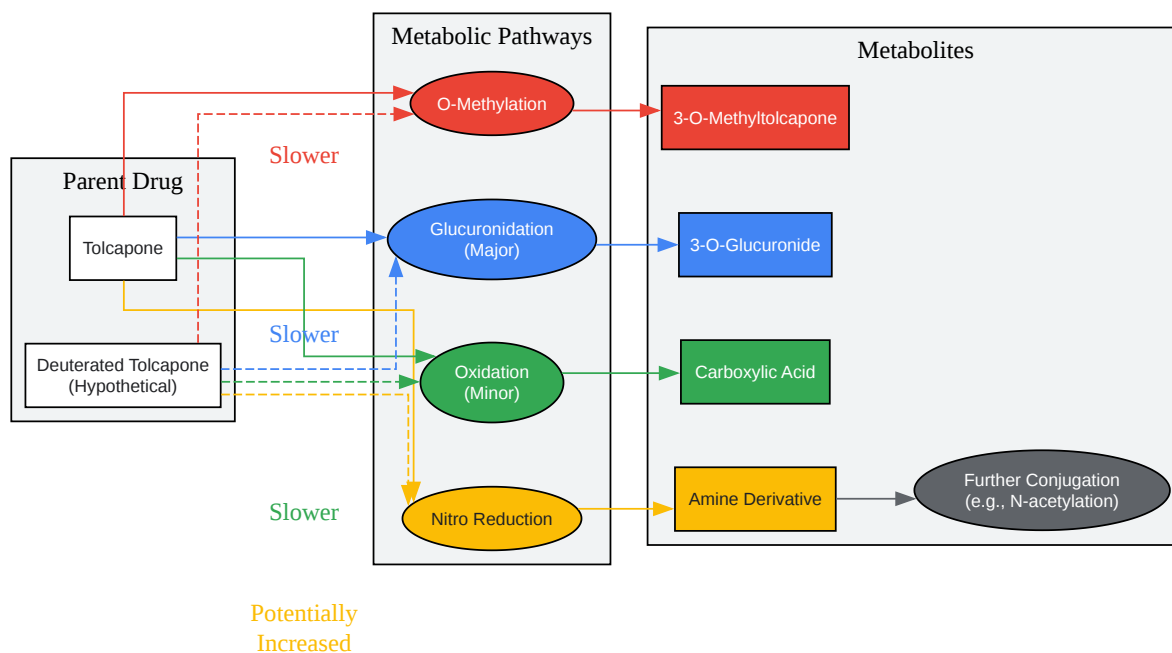 Metabolic Pathways
Metabolites
O-Methylation
3-O-Methyltolcapone
Slower
Parent Drug
Tolcapone
Glucuronidation
(Major)
3-O-Glucuronide
Slower
Deuterated Tolcapone
(Hypothetical)
Oxidation
(Minor)
Carboxylic Acid
Slower
Nitro Reduction
Amine Derivative
Further Conjugation
(e.g., N-acetylation)
Potentially
Increased